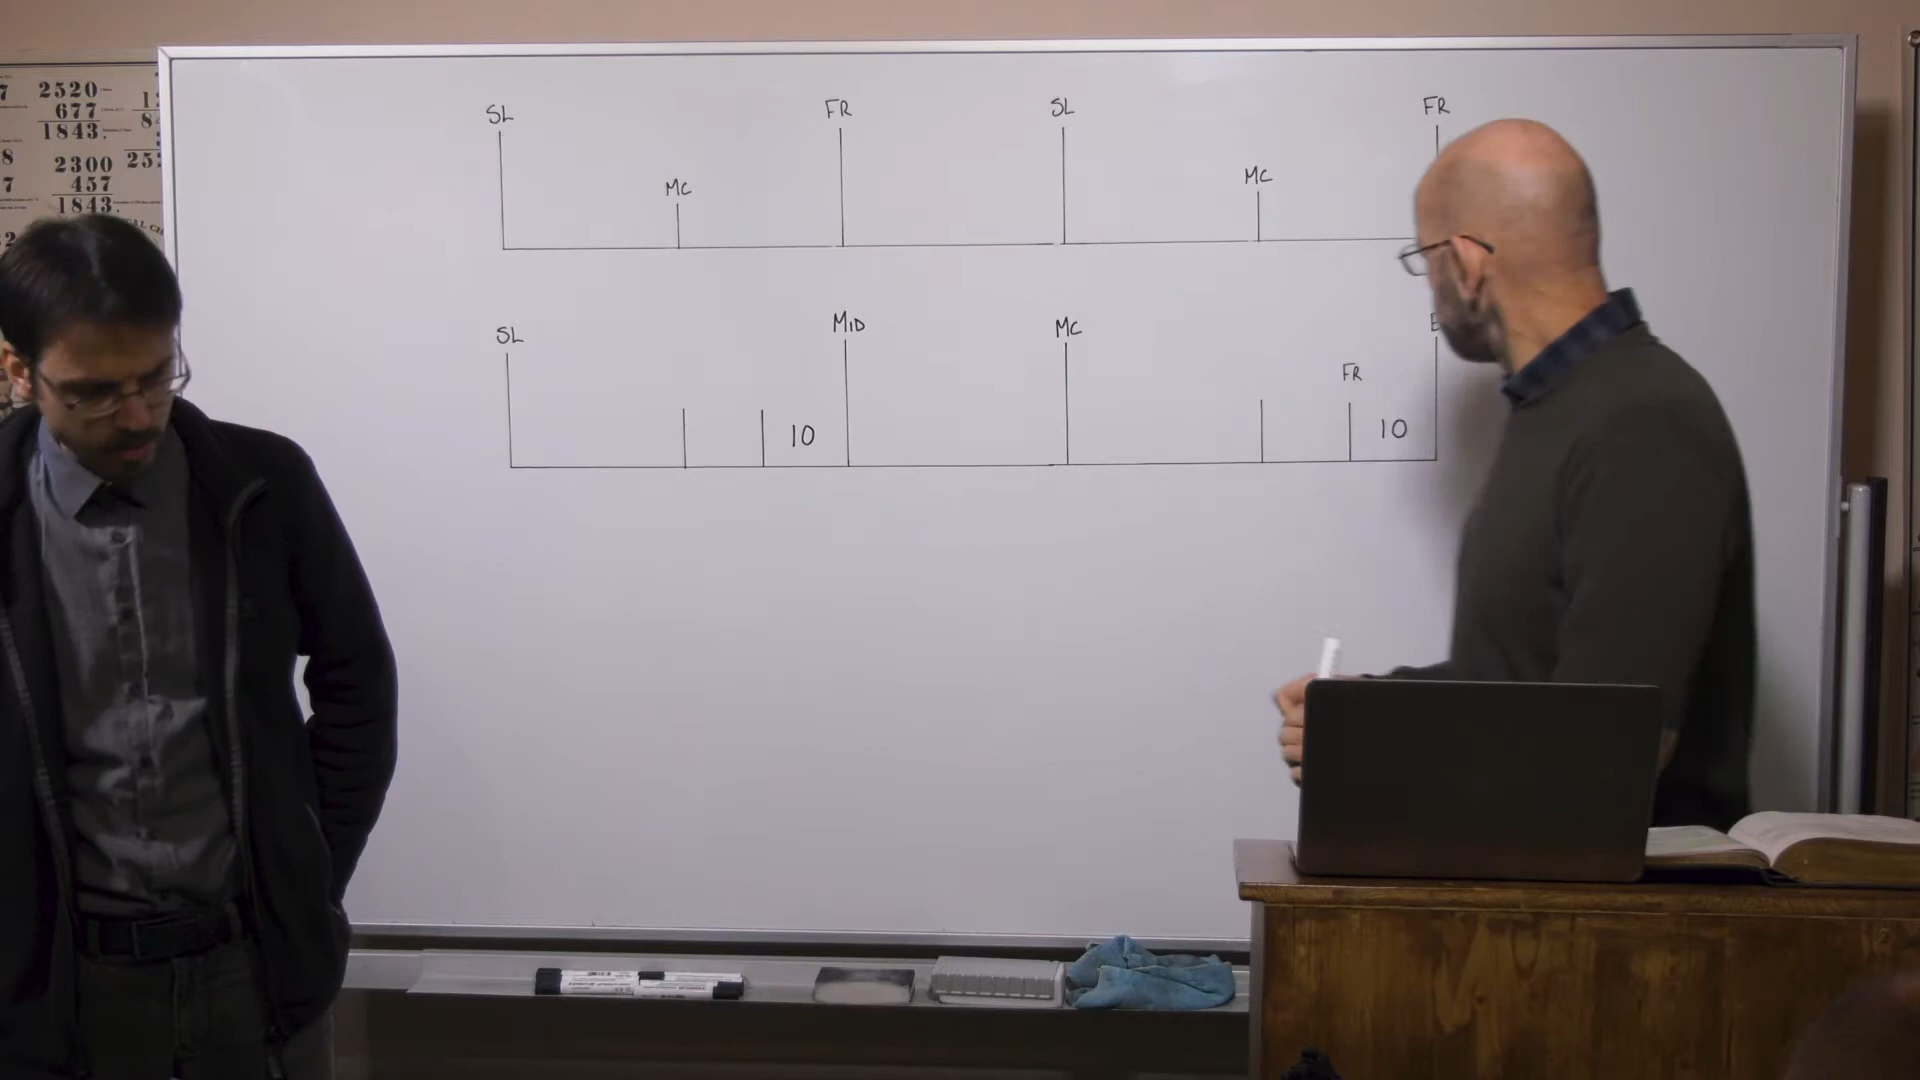 2520
677
1843.
2300
457
1843.
SL FR SL FR
MC MC
SL MID MC
FR
10 10